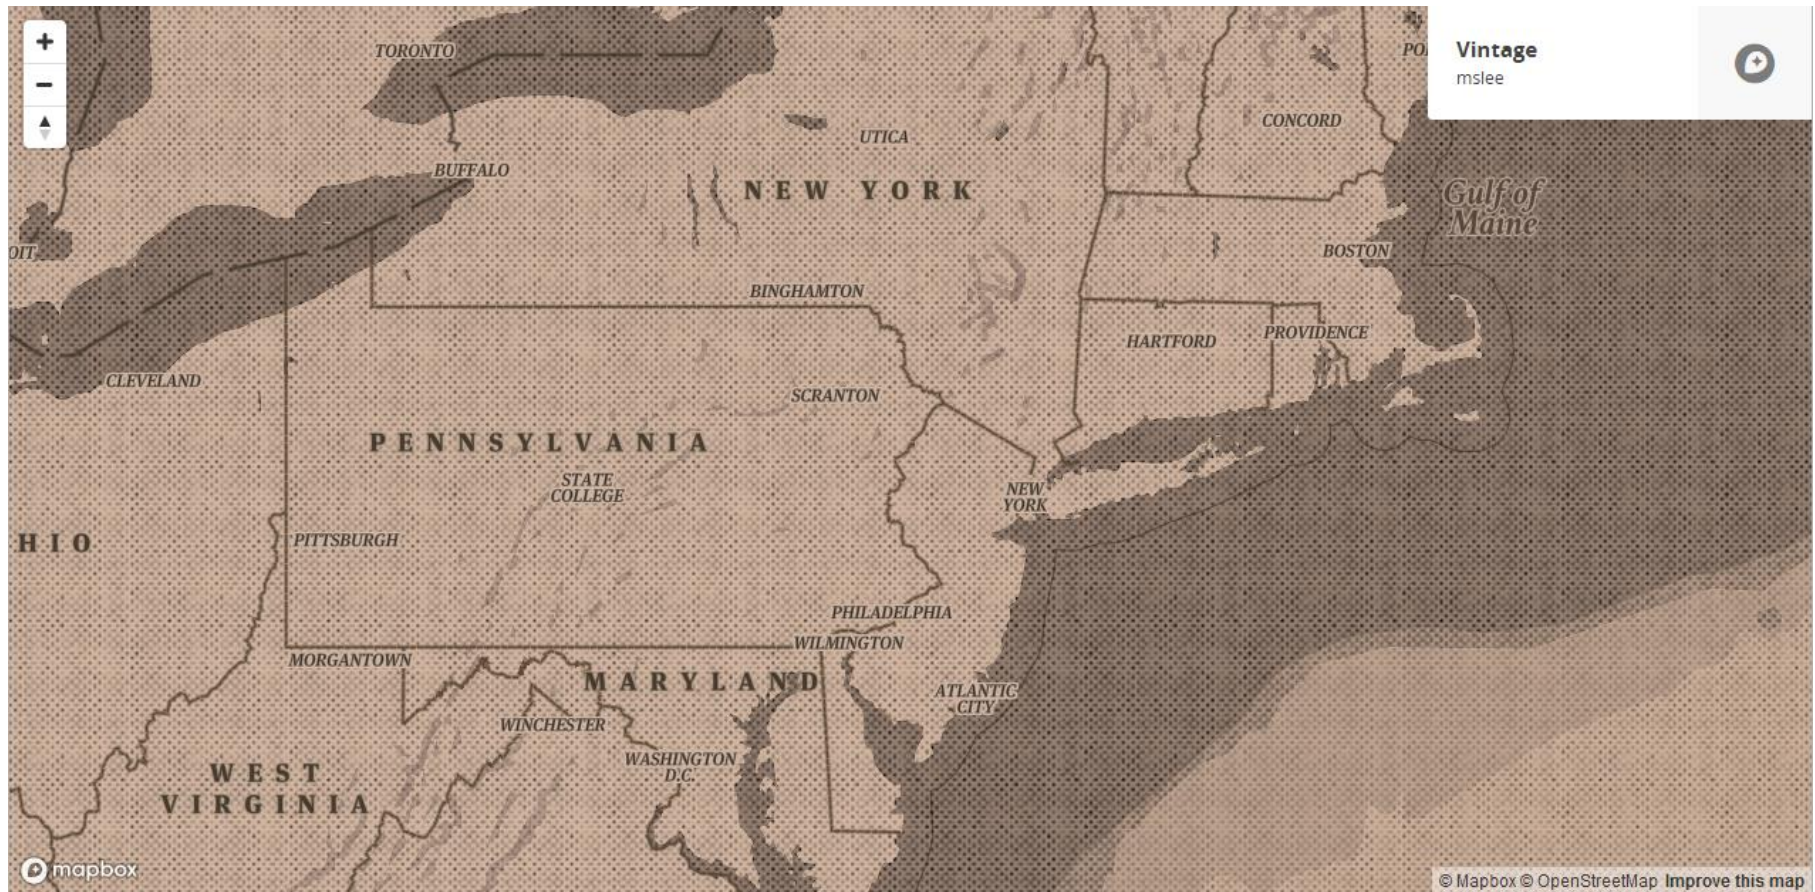 Vintage
mslee
TORONTO
UTICA
CONCORD
BUFFALO
NEW YORK
Gulf of
Maine
BOSTON
BINGHAMTON
HARTFORD
PROVIDENCE
CLEVELAND
SCRANTON
PENNSYLVANIA
STATE
COLLEGE
NEW
YORK
HIO
PITTSBURGH
PHILADELPHIA
WILMINGTON
MORGANTOWN
MARYLAND
ATLANTIC
CITY
WINCHESTER
WASHINGTON
D.C.
WEST
VIRGINIA
mapbox
© Mapbox © OpenStreetMap Improve this map